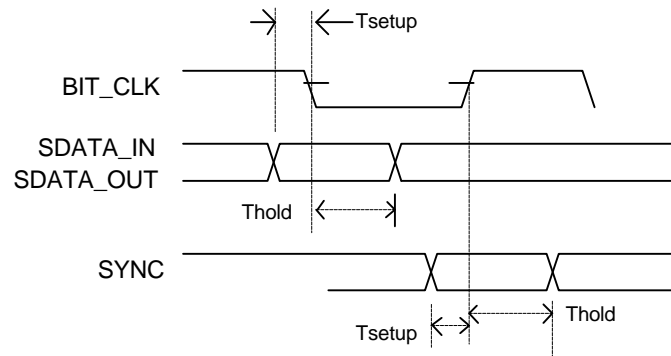 Tsetup
BIT_CLK
SDATA_IN
SDATA_OUT
Thold
SYNC
Thold
Tsetup